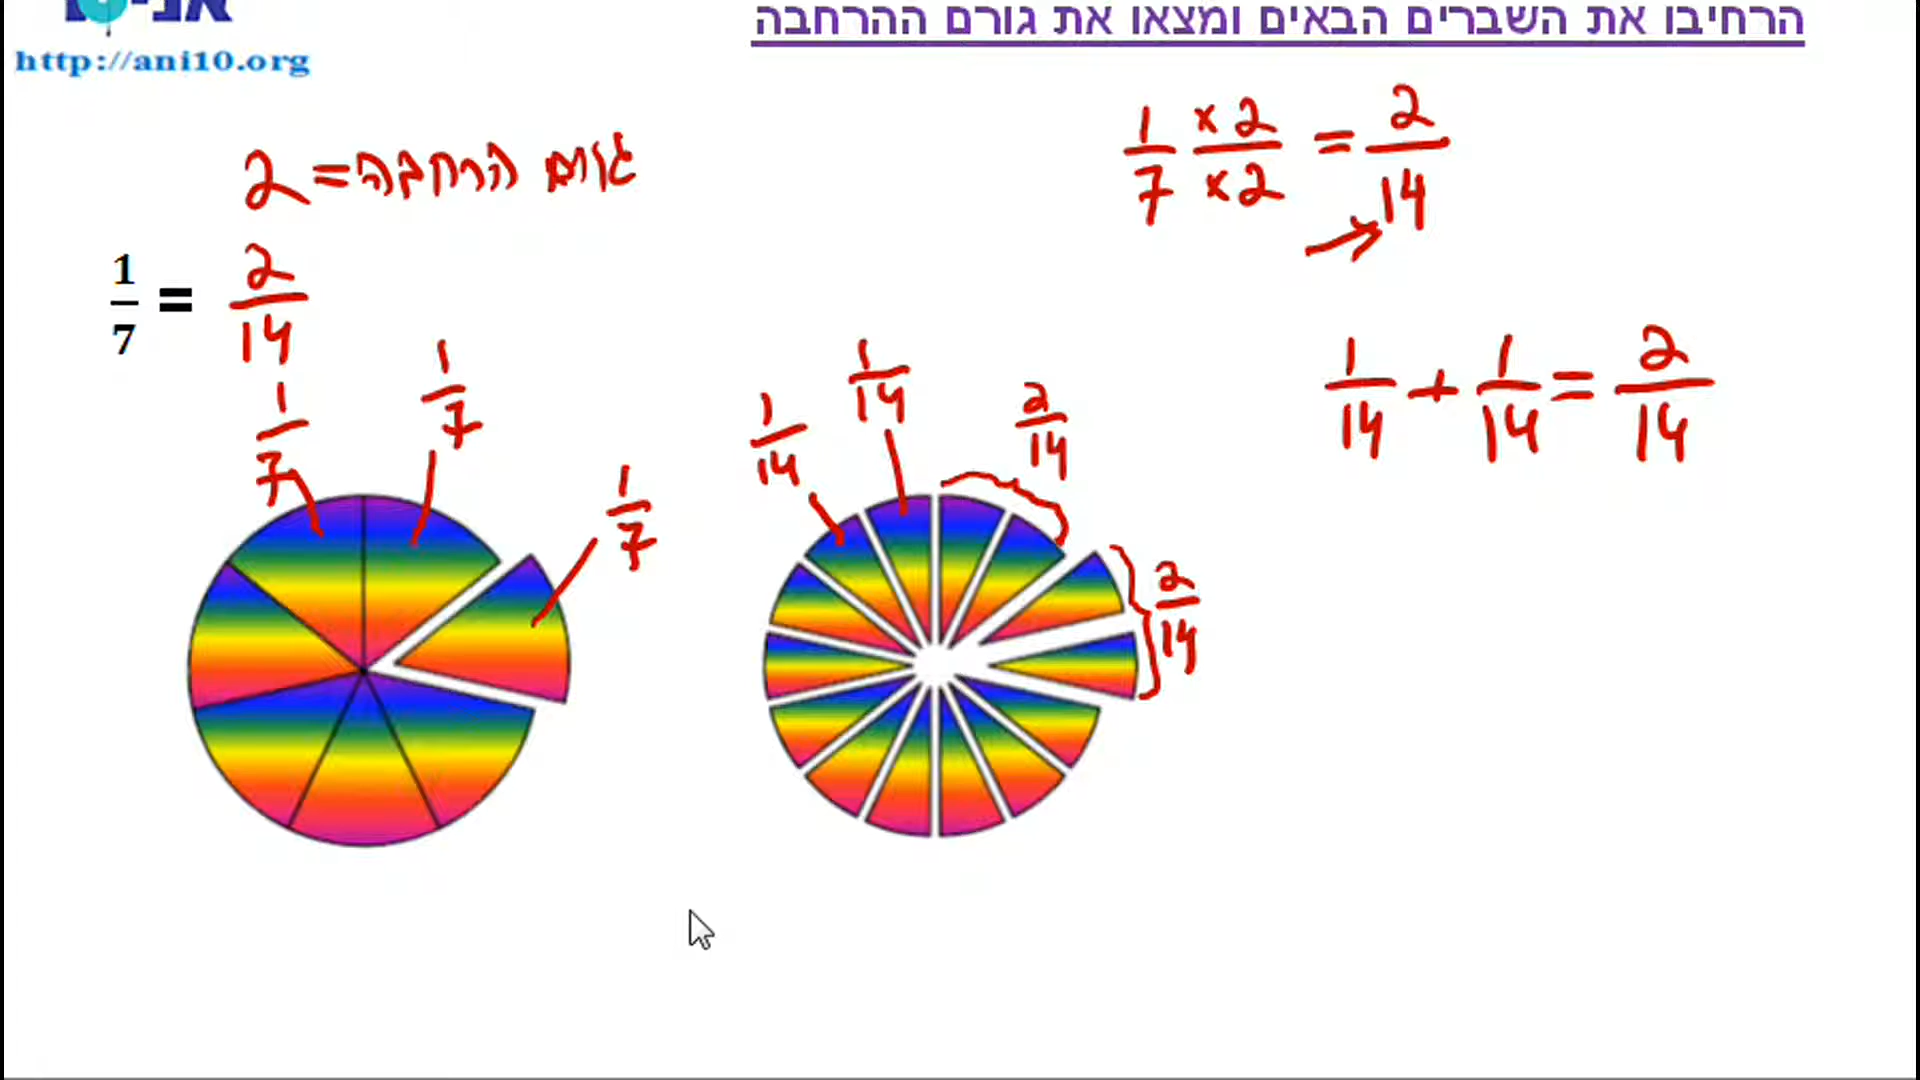 הרחיבו את השברים הבאים ומצאו את גורם ההרחבה
http://ani10.org
1/7 × 2/× 2 = 2/14
גורם הרחבה = 2
1/7 = 2/14
1/14 + 1/14 = 2/14
1/7
1/7
1/7
1/14
1/14
2/14
2/14